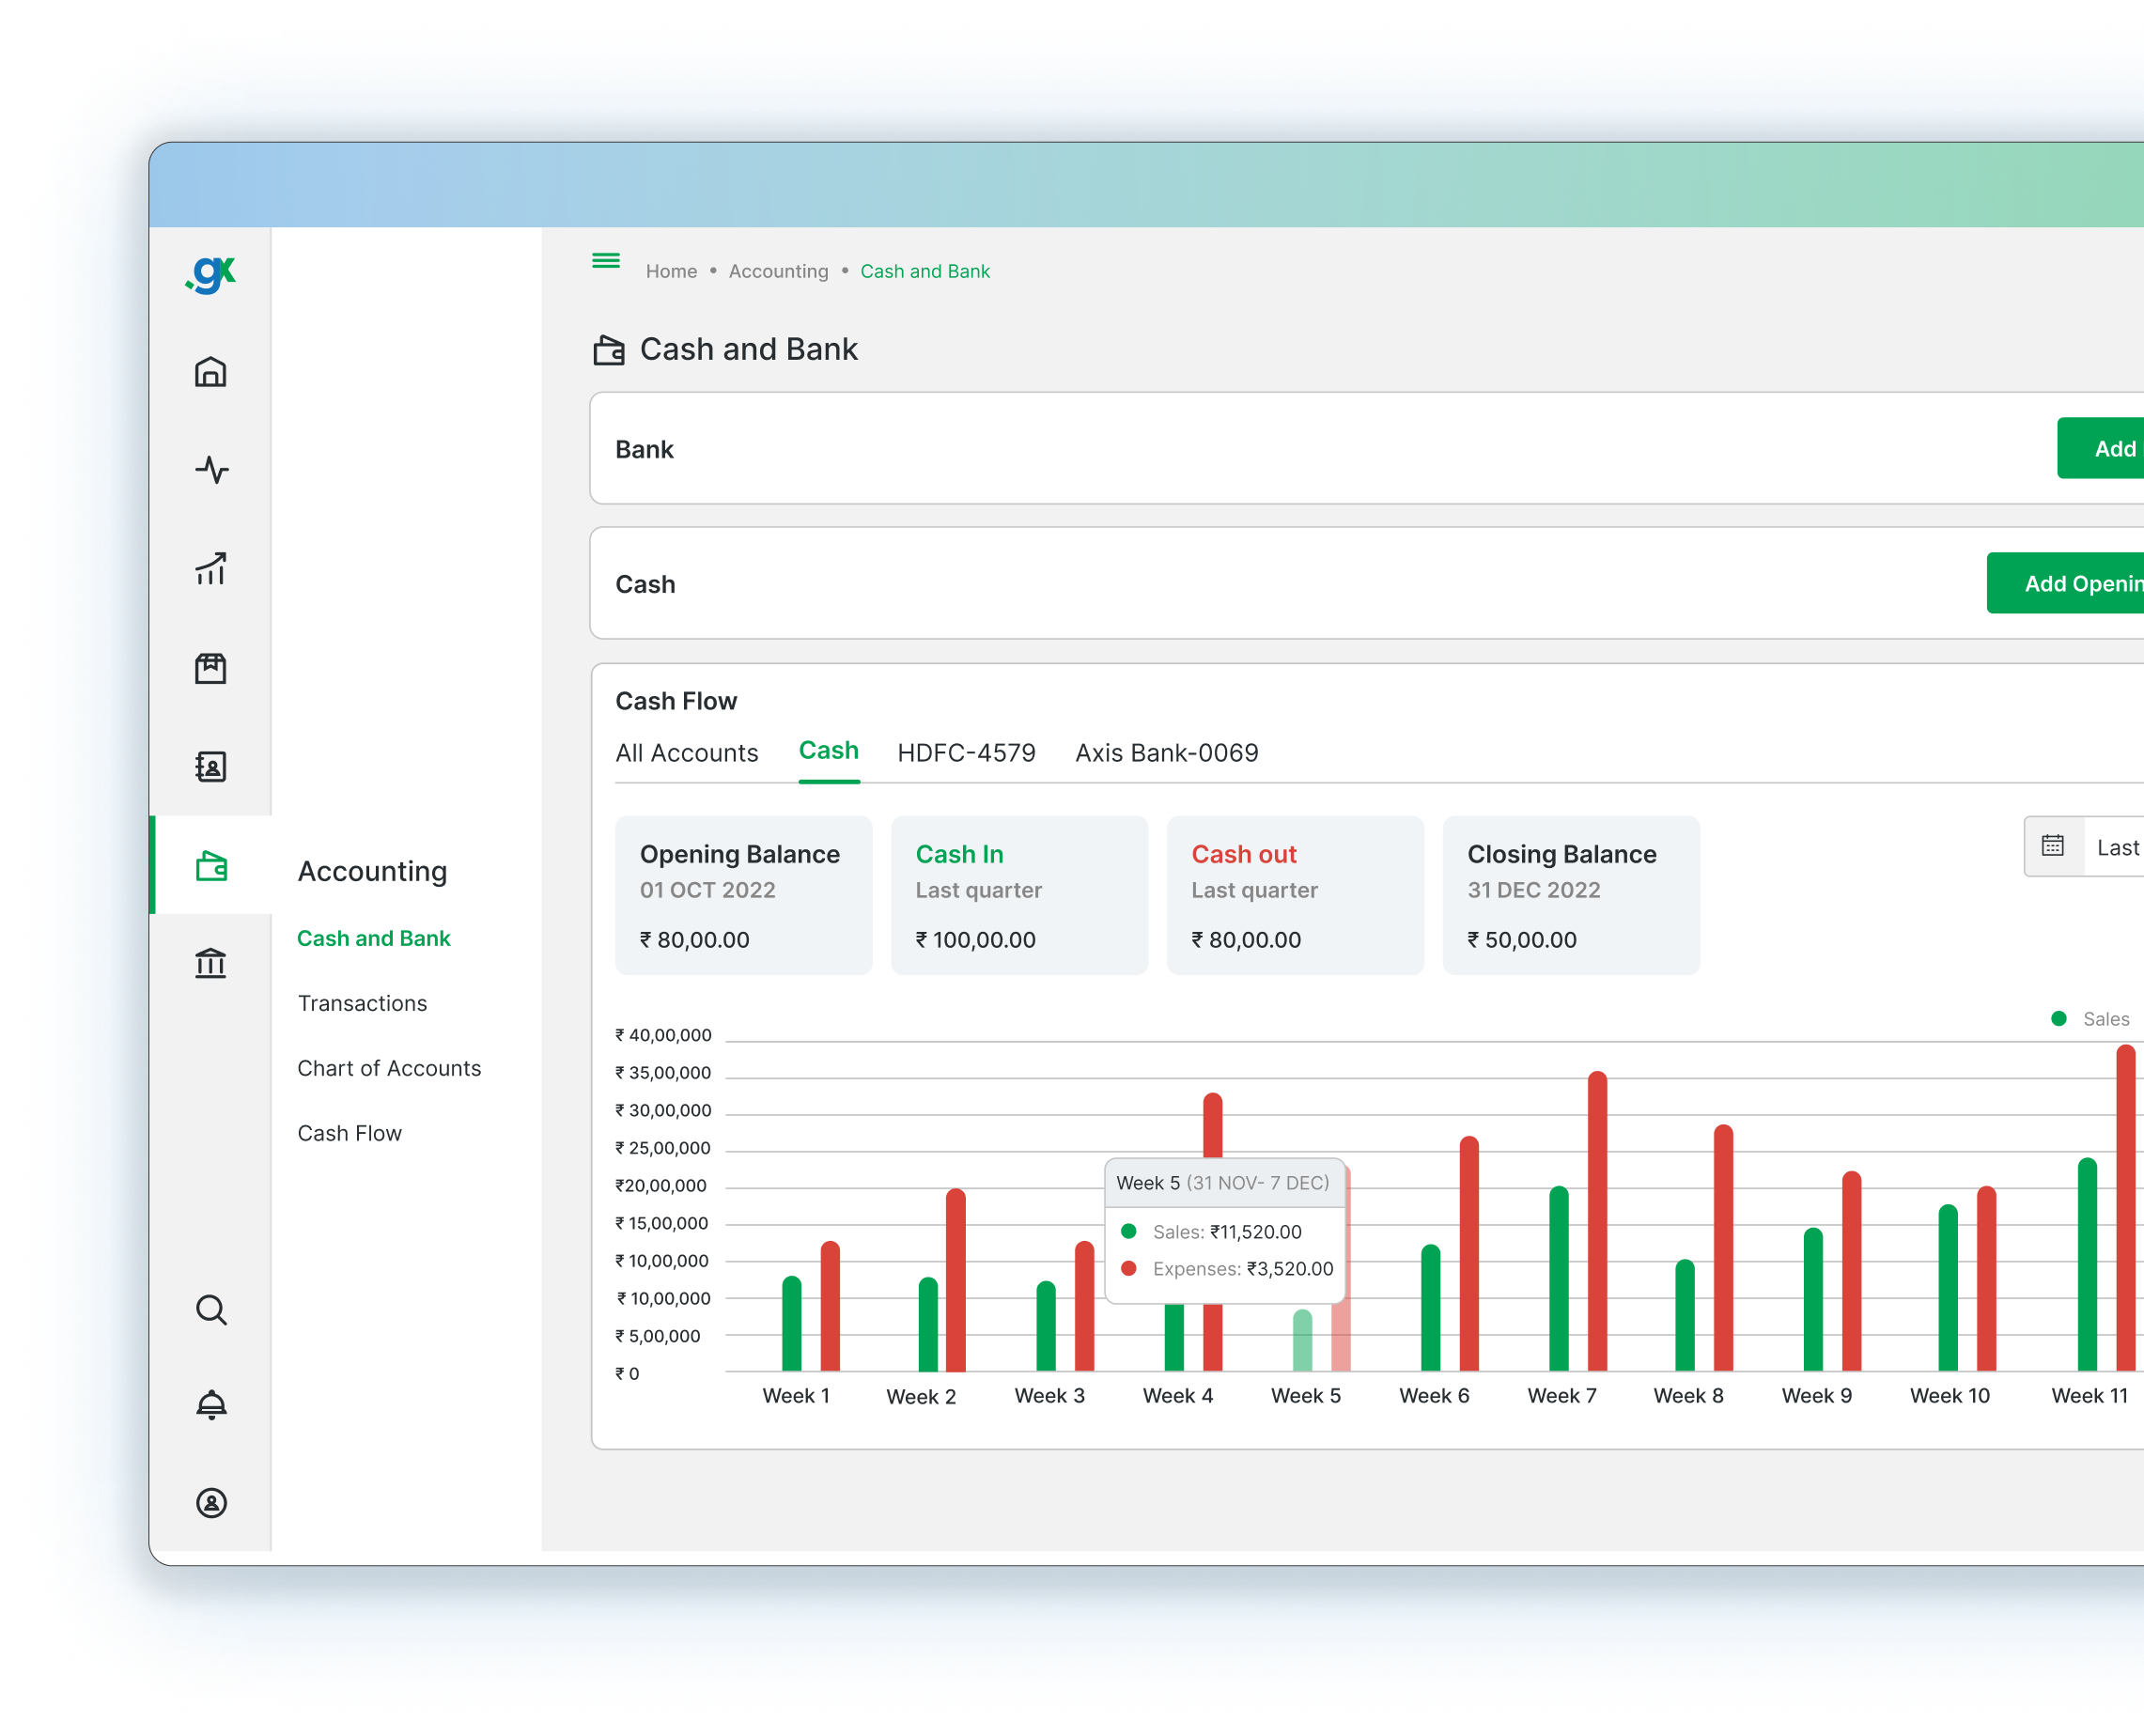 .gx
Home • Accounting • Cash and Bank
Cash and Bank
Bank
Add
Cash
Add Openin
Cash Flow
All Accounts Cash HDFC-4579 Axis Bank-0069
Accounting
Cash and Bank
Transactions
Chart of Accounts
Cash Flow
Opening Balance
01 OCT 2022
₹ 80,00.00
Cash In
Last quarter
₹ 100,00.00
Cash out
Last quarter
₹ 80,00.00
Closing Balance
31 DEC 2022
₹ 50,00.00
Last
Sales
₹ 40,00,000
₹ 35,00,000
₹ 30,00,000
₹ 25,00,000
₹20,00,000
₹ 15,00,000
₹ 10,00,000
₹ 10,00,000
₹ 5,00,000
₹ 0
Week 5 (31 NOV- 7 DEC)
Sales: ₹11,520.00
Expenses: ₹3,520.00
Week 1 Week 2 Week 3 Week 4 Week 5 Week 6 Week 7 Week 8 Week 9 Week 10 Week 11